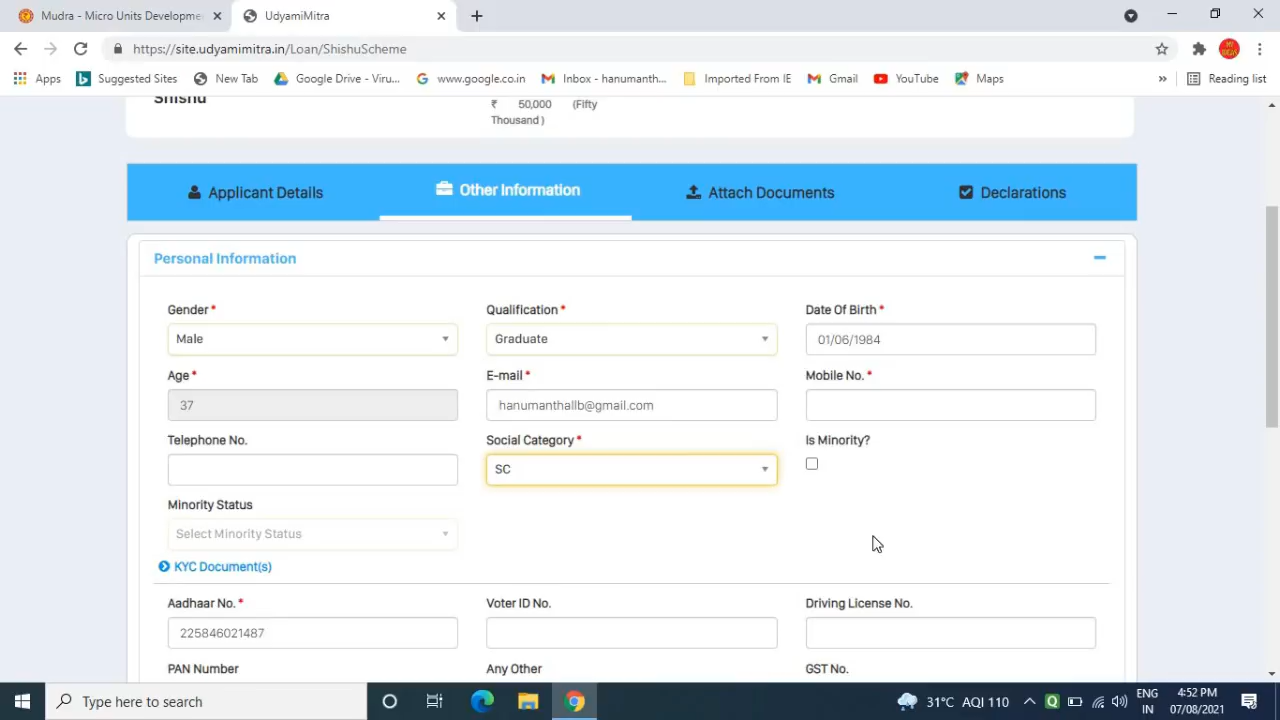 Mudra - Micro Units Developme
UdyamiMitra
https://site.udyamimitra.in/Loan/ShishuScheme
Apps
Suggested Sites
New Tab
Google Drive - Viru...
www.google.co.in
Inbox - hanumanth...
Imported From IE
Gmail
YouTube
Maps
»
Reading list
Shishu
₹ 50,000 (Fifty
Thousand )
Applicant Details
Other Information
Attach Documents
Declarations
Personal Information
Gender *
Qualification *
Date Of Birth *
Male
Graduate
01/06/1984
Age *
E-mail *
Mobile No. *
37
hanumanthallb@gmail.com
Telephone No.
Social Category *
Is Minority?
SC
Minority Status
Select Minority Status
KYC Document(s)
Aadhaar No. *
Voter ID No.
Driving License No.
225846021487
PAN Number
Any Other
GST No.
Type here to search
31°C AQI 110
ENG
IN
4:52 PM
07/08/2021